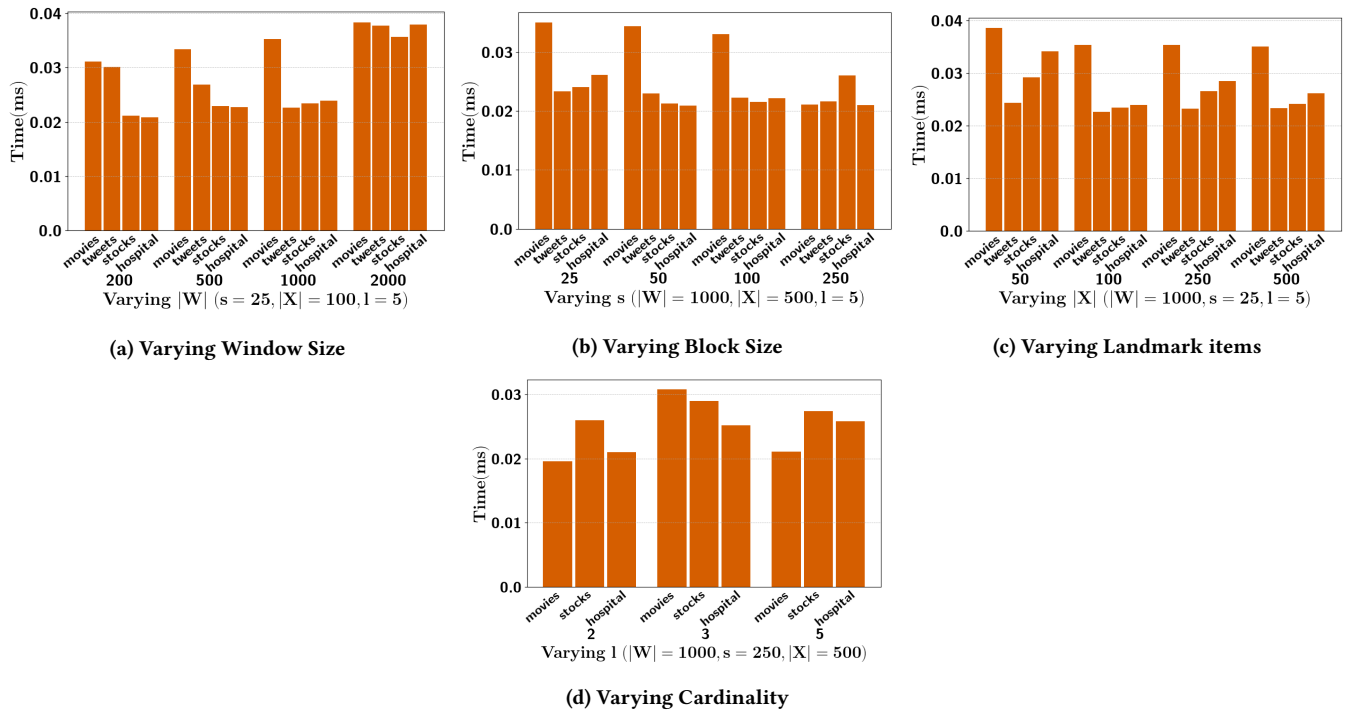 0.04
0.03
0.02
0.01
0.0
Time(ms)
movies tweets stocks hospital movies tweets stocks hospital movies tweets stocks hospital movies tweets stocks hospital
200 500 1000 2000
Varying |W| (s = 25, |X| = 100, l = 5)
(a) Varying Window Size
0.03
0.02
0.01
0.0
Time(ms)
movies tweets stocks hospital movies tweets stocks hospital movies tweets stocks hospital movies tweets stocks hospital
25 50 100 250
Varying s (|W| = 1000, |X| = 500, l = 5)
(b) Varying Block Size
0.04
0.03
0.02
0.01
0.0
Time(ms)
movies tweets stocks hospital movies tweets stocks hospital movies tweets stocks hospital movies tweets stocks hospital
50 100 250 500
Varying |X| (|W| = 1000, s = 25, l = 5)
(c) Varying Landmark items
0.03
0.02
0.01
0.0
Time(ms)
movies stocks hospital movies stocks hospital movies stocks hospital
2 3 5
Varying l (|W| = 1000, s = 250, |X| = 500)
(d) Varying Cardinality